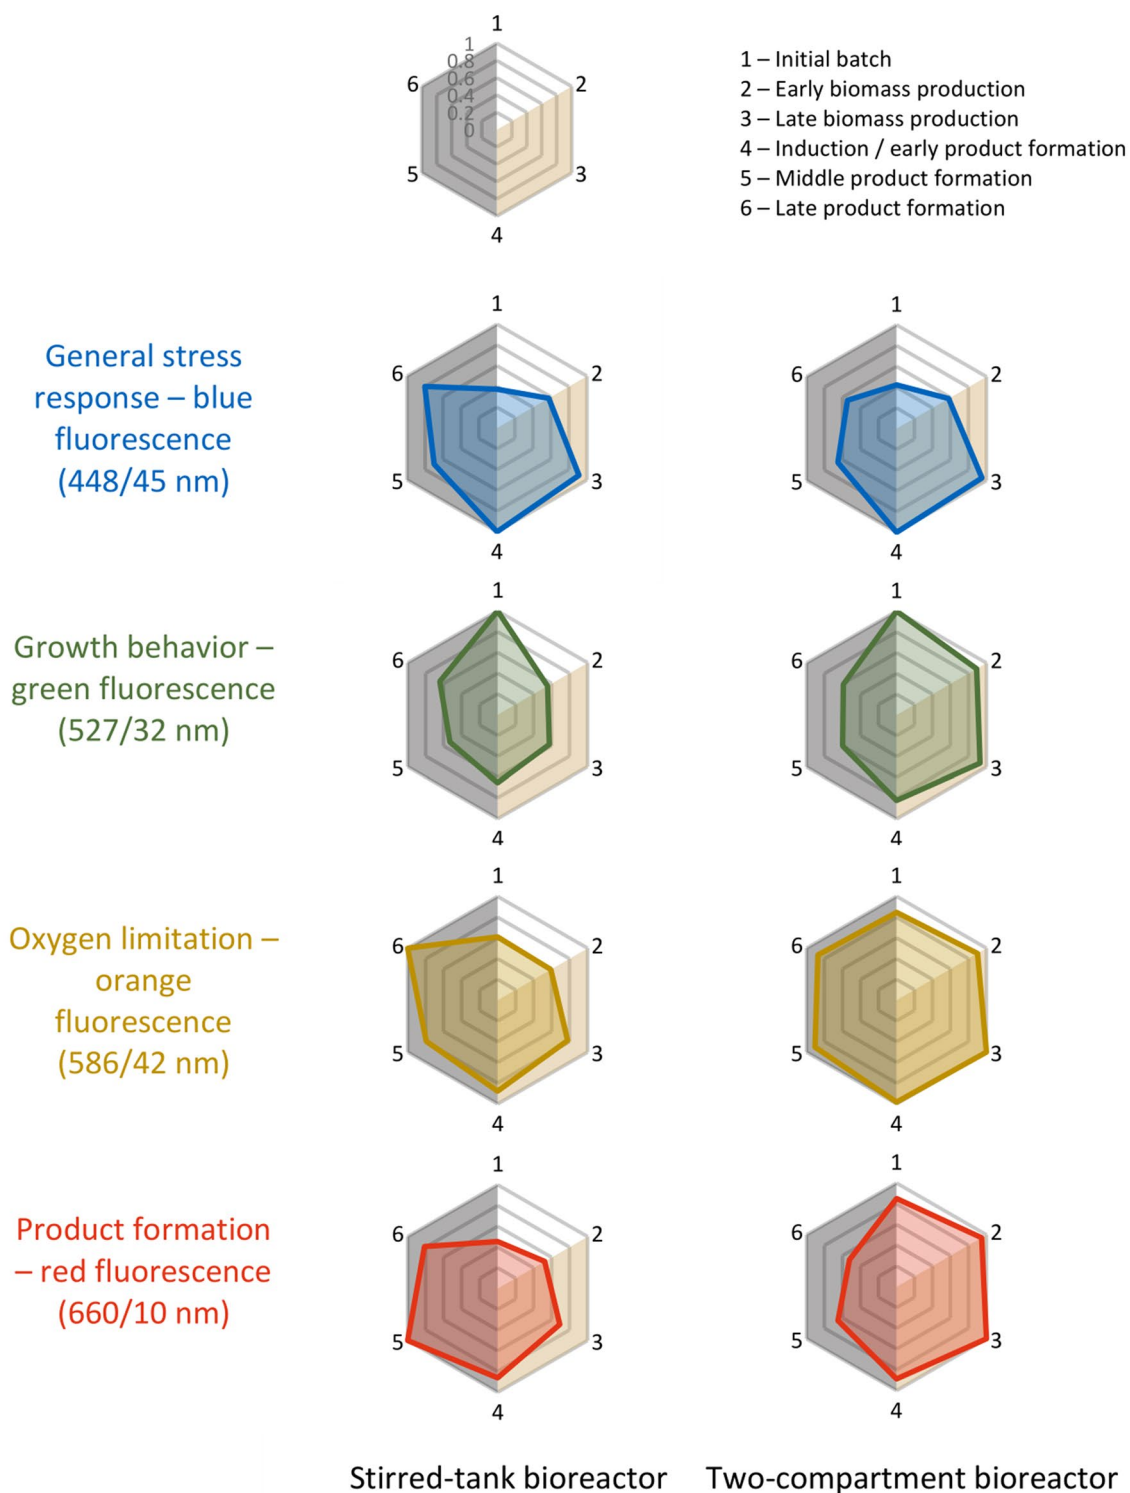 1
1
0.8
0.6
0.4
0.2
0
6
2
5
3
4
1 – Initial batch
2 – Early biomass production
3 – Late biomass production
4 – Induction / early product formation
5 – Middle product formation
6 – Late product formation
General stress
response – blue
fluorescence
(448/45 nm)
1
6
2
5
3
4
1
6
2
5
3
4
Growth behavior –
green fluorescence
(527/32 nm)
1
6
2
5
3
4
1
6
2
5
3
4
Oxygen limitation –
orange
fluorescence
(586/42 nm)
1
6
2
5
3
4
1
6
2
5
3
4
Product formation
– red fluorescence
(660/10 nm)
1
6
2
5
3
4
1
6
2
5
3
4
Stirred-tank bioreactor
Two-compartment bioreactor